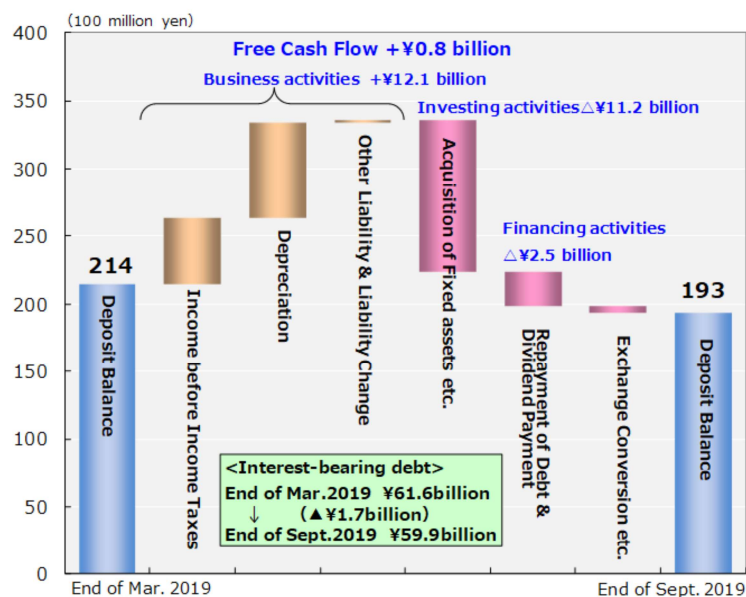 (100 million yen)
400
350
300
250
200
150
100
50
0
Free Cash Flow +¥0.8 billion
Business activities +¥12.1 billion
Investing activities△¥11.2 billion
Financing activities
△¥2.5 billion
214
Deposit Balance
Income before Income Taxes
Depreciation
Other Liability & Liability Change
Acquisition of Fixed assets etc.
Repayment of Debt &
Dividend Payment
Exchange Conversion etc.
193
Deposit Balance
<Interest-bearing debt>
End of Mar.2019 ¥61.6billion
↓ (▲¥1.7billion)
End of Sept.2019 ¥59.9billion
End of Mar. 2019
End of Sept. 2019